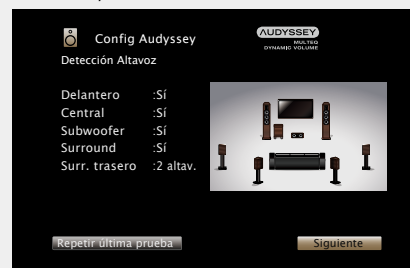 Config Audyssey
AUDYSSEY
MULTEQ
DYNAMIC VOLUME
Detección Altavoz
Delantero :Sí
Central :Sí
Subwoofer :Sí
Surround :Sí
Surr. trasero :2 altav.
Repetir última prueba
Siguiente